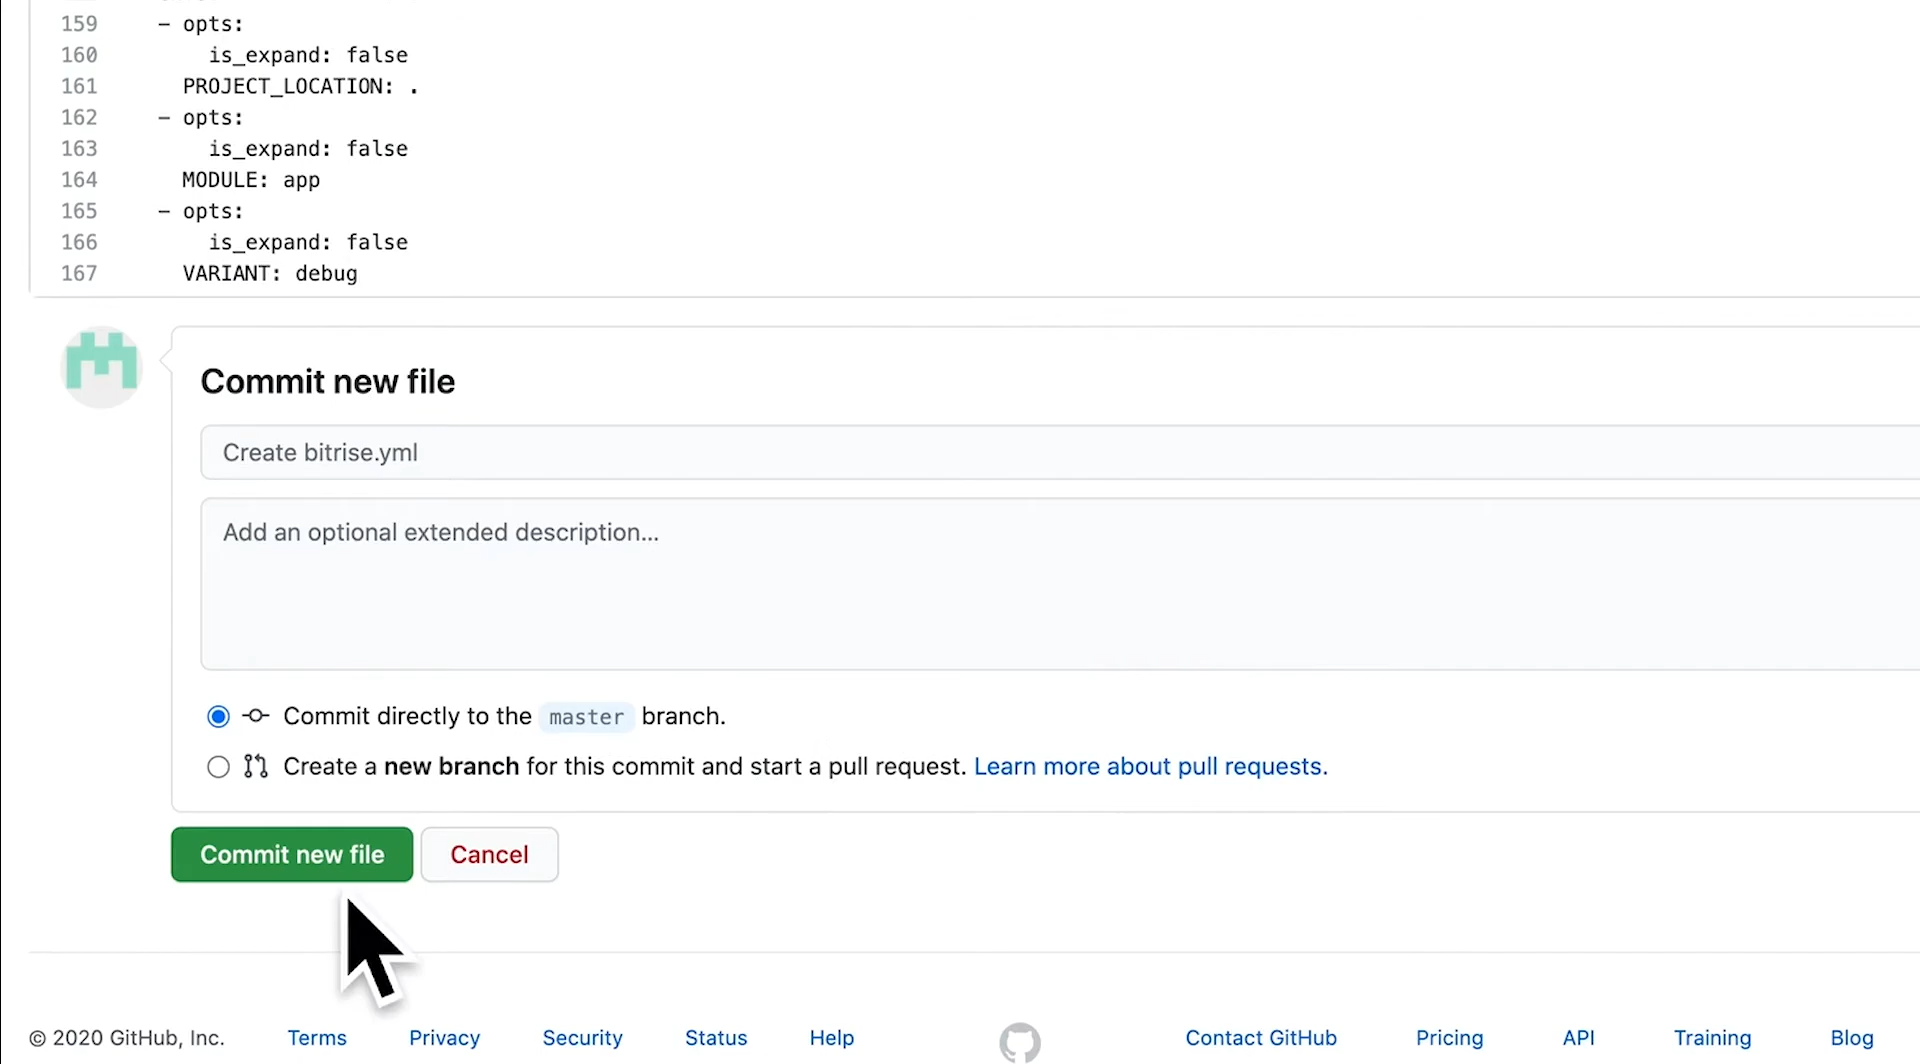 159 - opts:
160 is_expand: false
161 PROJECT_LOCATION: .
162 - opts:
163 is_expand: false
164 MODULE: app
165 - opts:
166 is_expand: false
167 VARIANT: debug
Commit new file
Create bitrise.yml
Add an optional extended description...
Commit directly to the master branch.
Create a new branch for this commit and start a pull request. Learn more about pull requests.
Commit new file Cancel
© 2020 GitHub, Inc. Terms Privacy Security Status Help Contact GitHub Pricing API Training Blog